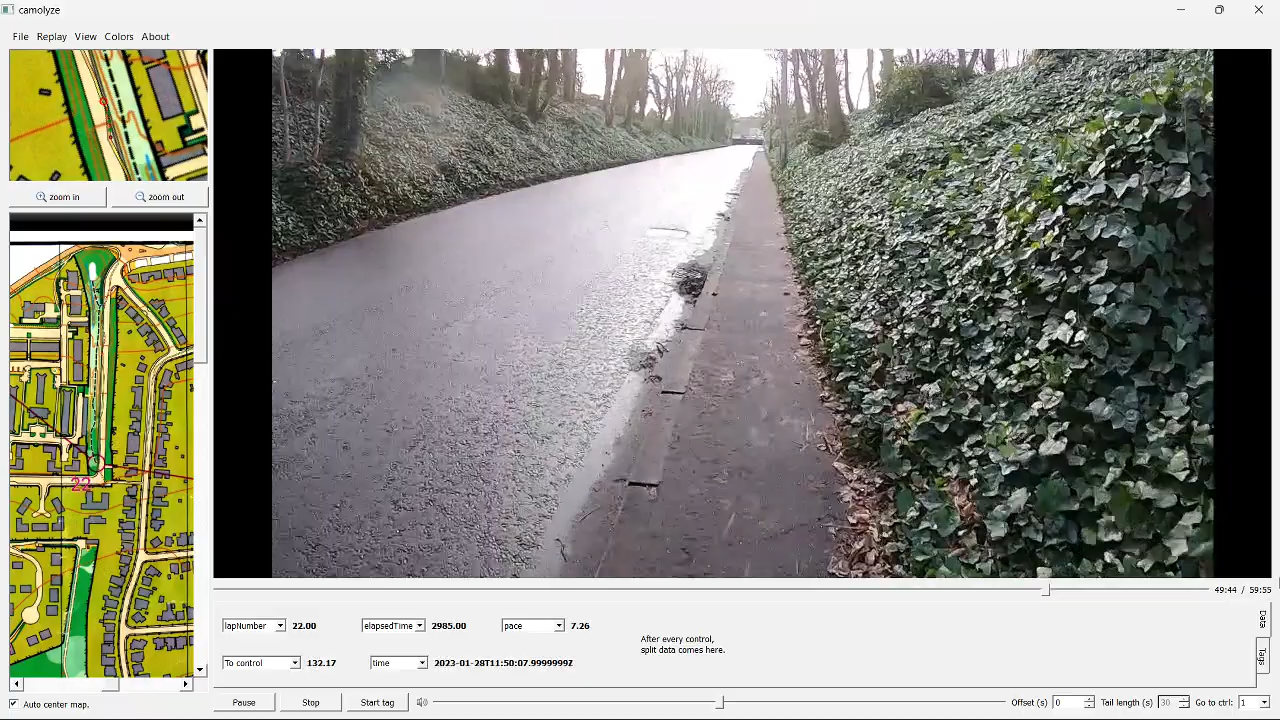 camolyze
File Replay View Colors About
zoom in zoom out
22
49:44 / 59:55
Data
Tags
lapNumber 22.00 elapsedTime 2985.00 pace 7.26
After every control,
split data comes here.
To control 132.17 time 2023-01-28T11:50:07.9999999Z
Auto center map.
Pause Stop Start tag Offset (s) 0 Tail length (s) 30 Go to ctrl: 1